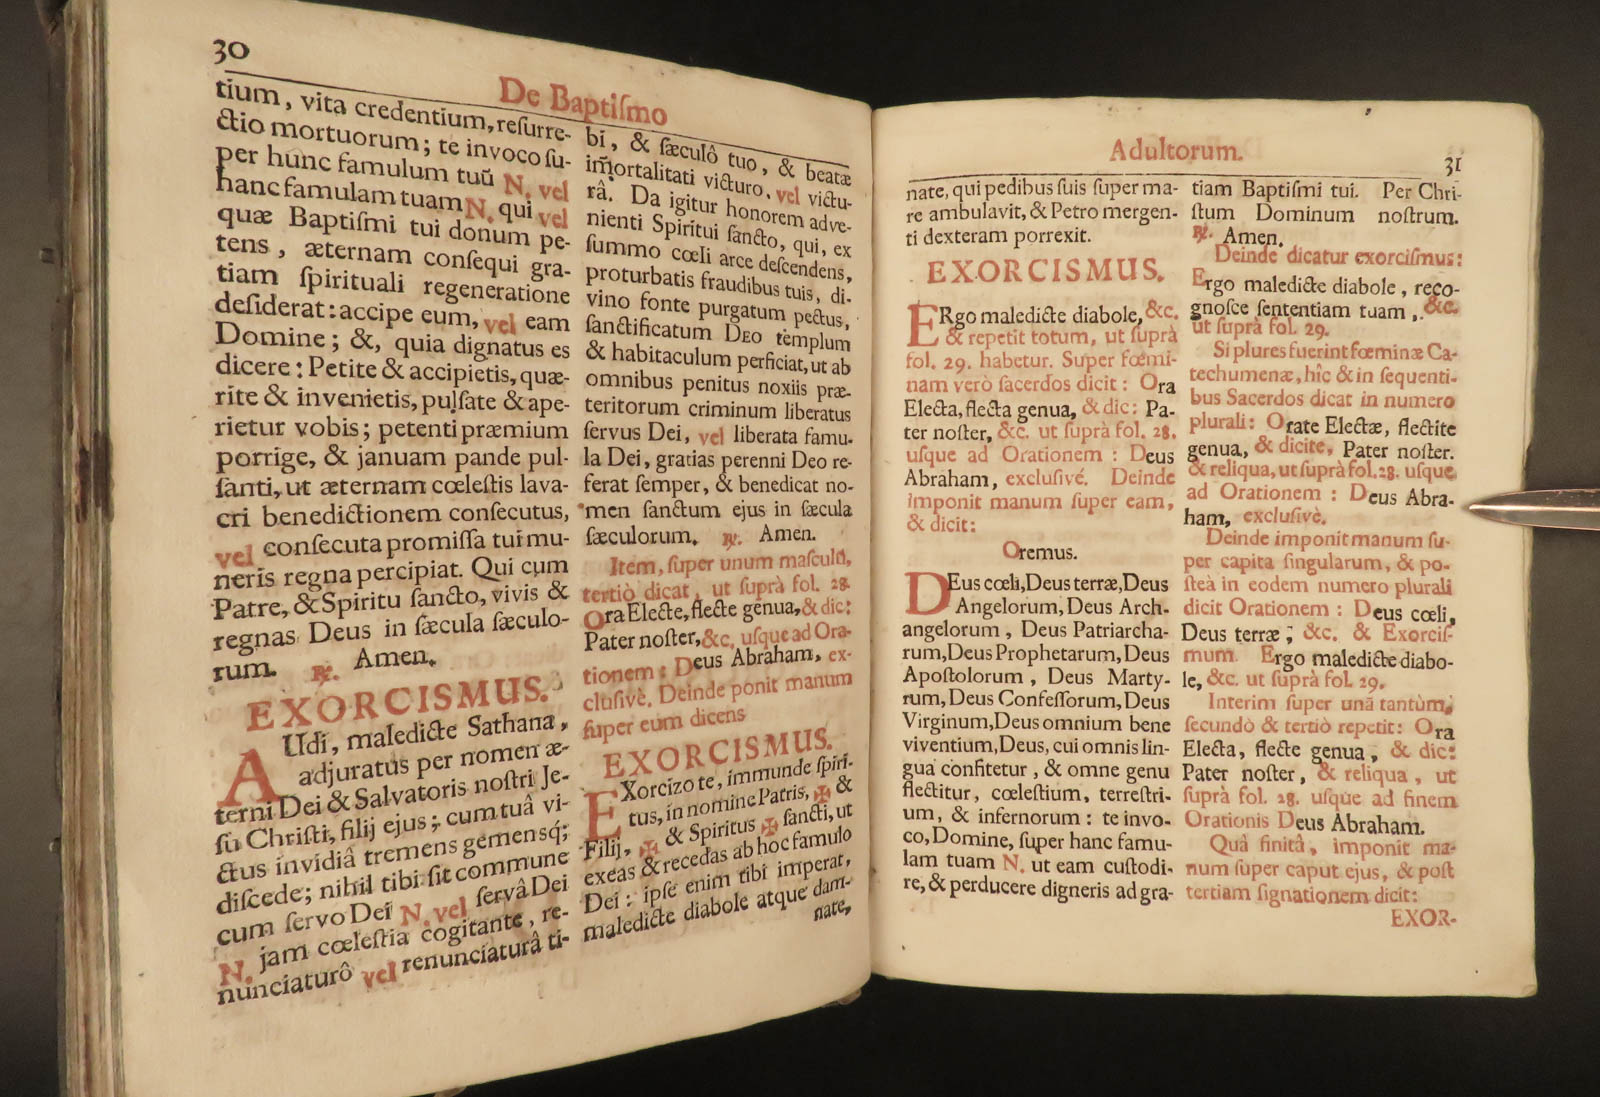 30
De Baptiſmo
tium, vita credentium, reſurre-
ctio mortuorum; te invoco ſu-
per hunc famulum tuū N. vel
hanc famulam tuam N. qui vel
quæ Baptiſmi tui donum pe-
tens, æternam conſequi gra-
tiam ſpirituali regeneratione
deſiderat: accipe eum, vel eam
Domine; &, quia dignatus es
dicere: Petite & accipietis, quæ-
rite & invenietis, pulſate & ape-
rietur vobis; petenti præmium
porrige, & januam pande pul-
ſanti, ut æternam cœleſtis lava-
cri benedictionem conſecutus,
vel conſecuta promiſſa tui mu-
neris regna percipiat. Qui cum
Patre, & Spiritu ſancto, vivis &
regnas Deus in ſæcula ſæculo-
rum. ℟. Amen.
EXORCISMUS.
AUdi, maledicte Sathana,
adjuratus per nomen æ-
terni Dei & Salvatoris noſtri Je-
ſu Chriſti, filij ejus; cum tuâ vi-
ctus invidiâ tremens gemensq́;
diſcede; nihil tibi ſit commune
cum ſervo Dei N. vel ſervâ Dei
N. jam cœleſtia cogitante, re-
nunciaturô vel renunciaturâ ti-
bi, & ſæculô tuo, & beatæ
im̄ortalitati victuro, vel victu-
râ. Da igitur honorem adve-
nienti Spiritui ſancto, qui, ex
ſummo cœli arce deſcendens,
proturbatis fraudibus tuis, di-
vino fonte purgatum pectus,
ſanctificatum DEO templum
& habitaculum perficiat, ut ab
omnibus penitus noxiis præ-
teritorum criminum liberatus
ſervus Dei, vel liberata famu-
la Dei, gratias perenni Deo re-
ferat ſemper, & benedicat no-
men ſanctum ejus in ſæcula
ſæculorum. ℟. Amen.
Item, ſuper unum maſculū,
tertiò dicat, ut ſuprà fol. 28.
Ora Electe, flecte genua, & dic:
Pater noſter, &c. uſque ad Ora-
tionem: Deus Abraham, ex-
cluſivè. Deinde ponit manum
ſuper eum dicens
EXORCISMUS.
EXorcizo te, immunde ſpiri-
tus, in nomine Patris, ✠ &
Filij, ✠ & Spiritus ✠ ſancti, ut
exeas & recedas ab hoc famulo
Dei: ipſe enim tibi imperat,
maledicte diabole atque dam-
nate,
Adultorum.
31
nate, qui pedibus ſuis ſuper ma-
re ambulavit, & Petro mergen-
ti dexteram porrexit.
EXORCISMUS.
ERgo maledicte diabole, &c.
& repetit totum, ut ſuprà
fol. 29. habetur. Super fœmi-
nam verò ſacerdos dicit: Ora
Electa, flecta genua, & dic: Pa-
ter noſter, &c. ut ſuprà fol. 28.
uſque ad Orationem: Deus
Abraham, excluſivé. Deinde
imponit manum ſuper eam,
& dicit:
Oremus.
DEus cœli, Deus terræ, Deus
Angelorum, Deus Arch-
angelorum, Deus Patriarcha-
rum, Deus Prophetarum, Deus
Apoſtolorum, Deus Marty-
rum, Deus Confeſſorum, Deus
Virginum, Deus omnium bene
viventium, Deus, cui omnis lin-
gua confitetur, & omne genu
flectitur, cœleſtium, terreſtri-
um, & infernorum: te invo-
co, Domine, ſuper hanc famu-
lam tuam N. ut eam cuſtodi-
re, & perducere digneris ad gra-
tiam Baptiſmi tui. Per Chri-
ſtum Dominum noſtrum.
℟. Amen.
Deinde dicatur exorciſmus:
Ergo maledicte diabole, reco-
gnoſce ſententiam tuam, &c.
ut ſuprà fol. 29.
Si plures fuerint fœminæ Ca-
techumenæ, hîc & in ſequenti-
bus Sacerdos dicat in numero
plurali: Orate Electæ, flectite
genua, & dicite, Pater noſter.
& reliqua, ut ſuprà fol. 28. uſque
ad Orationem: Deus Abra-
ham, excluſivè.
Deinde imponit manum ſu-
per capita ſingularum, & po-
ſteà in eodem numero plurali
dicit Orationem: Deus cœli,
Deus terræ; &c. & Exorciſ-
mum Ergo maledicte diabo-
le, &c. ut ſuprà fol. 29.
Interim ſuper unā tantùm,
ſecundò & tertiò repetit: Ora
Electa, flecte genua, & dic:
Pater noſter, & reliqua, ut
ſuprà fol. 28. uſque ad finem
Orationis Deus Abraham.
Quâ finitâ, imponit ma-
num ſuper caput ejus, & poſt
tertiam ſignationem dicit:
EXOR-